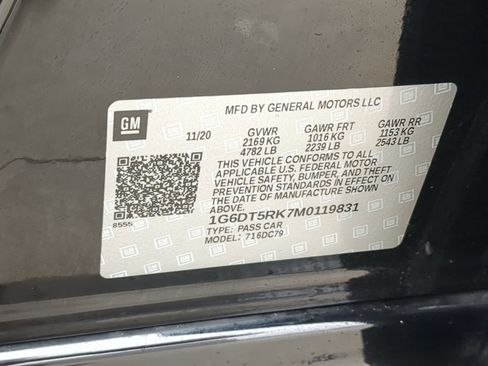 GM
MFD BY GENERAL MOTORS LLC
11/20 GVWR GAWR FRT GAWR RR
2169 KG 1016 KG 1153 KG
4782 LB 2239 LB 2543 LB
THIS VEHICLE CONFORMS TO ALL
APPLICABLE U.S. FEDERAL MOTOR
VEHICLE SAFETY, BUMPER, AND THEFT
PREVENTION STANDARDS IN EFFECT ON
THE DATE OF MANUFACTURE SHOWN
ABOVE.
1G6DT5RK7M0119831
TYPE: PASS CAR
MODEL: 716DC79
8555